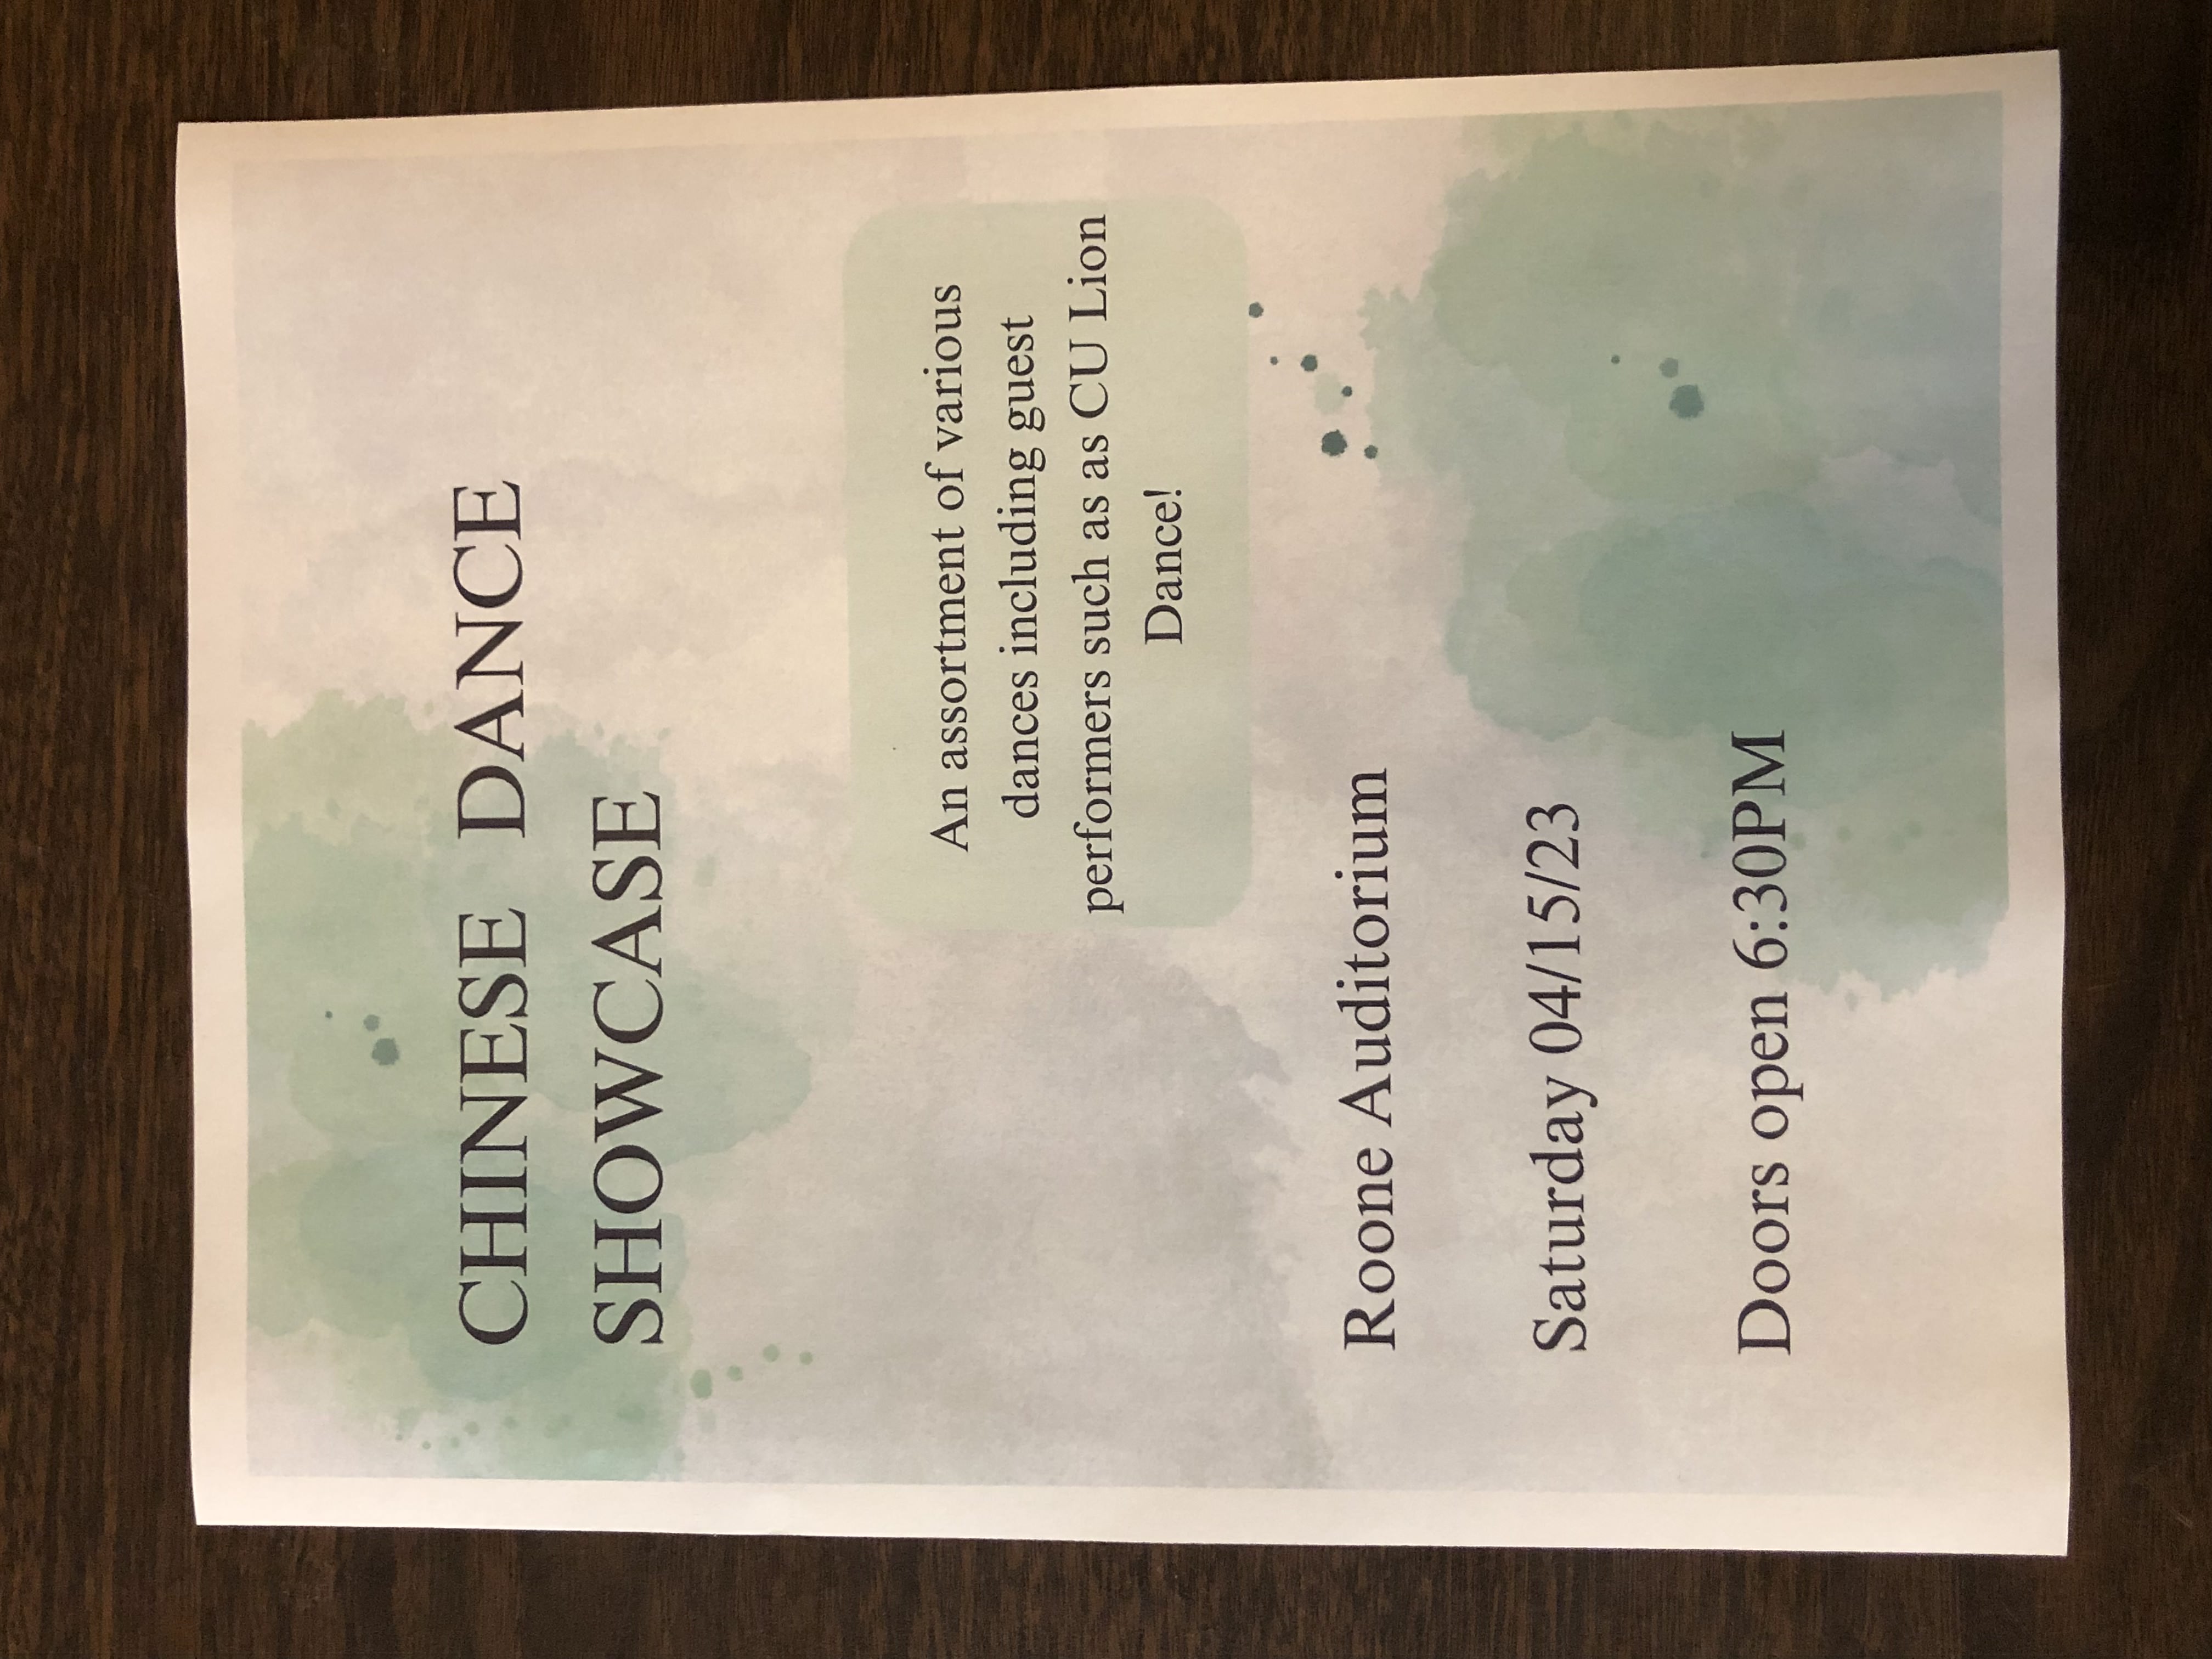 CHINESE DANCE
SHOWCASE
An assortment of various
dances including guest
performers such as as CU Lion
Dance!
Roone Auditorium
Saturday 04/15/23
Doors open 6:30PM